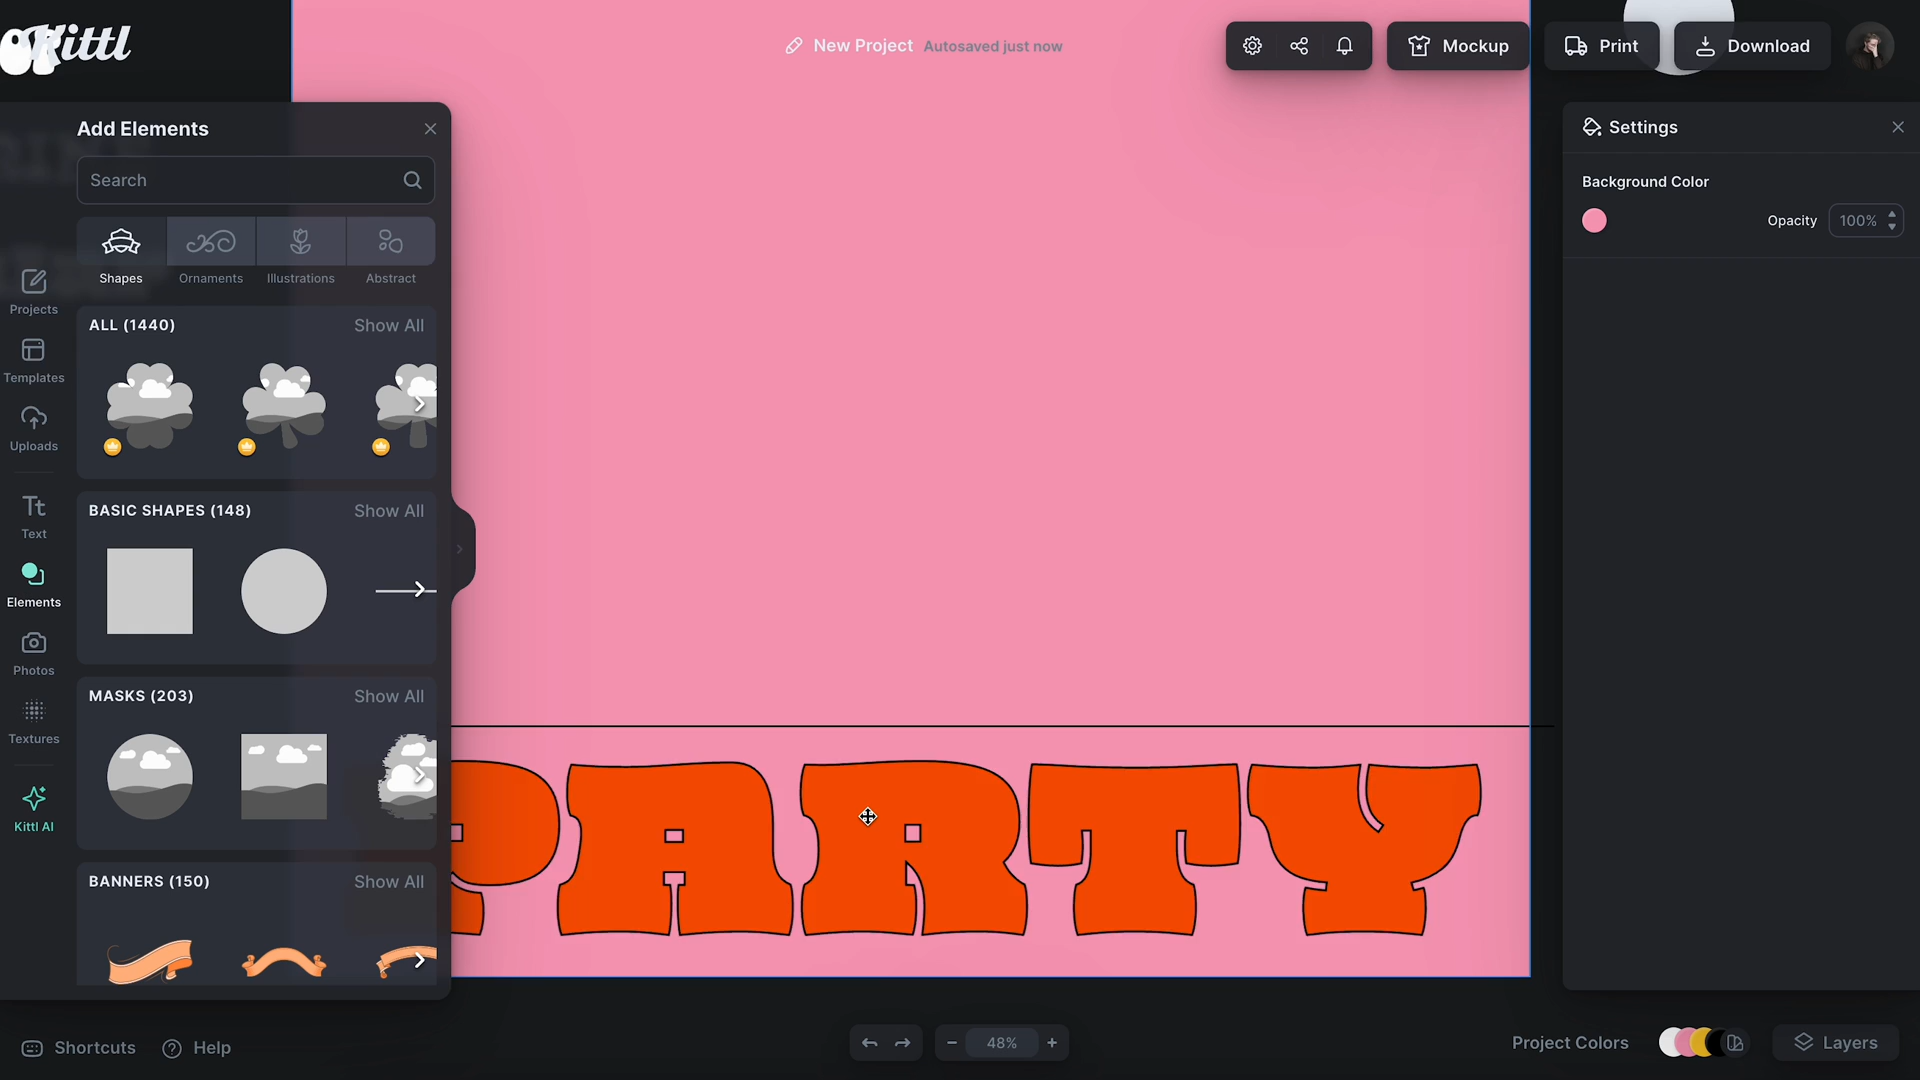 Kittl
New Project Autosaved just now
Mockup
Print
Download
Add Elements
Search
Shapes
Ornaments
Illustrations
Abstract
Projects
Templates
Uploads
Text
Elements
Photos
Textures
Kittl AI
ALL (1440) Show All
BASIC SHAPES (148) Show All
MASKS (203) Show All
BANNERS (150) Show All
PARTY
Settings
Background Color
Opacity 100%
Shortcuts
Help
48%
Project Colors
Layers